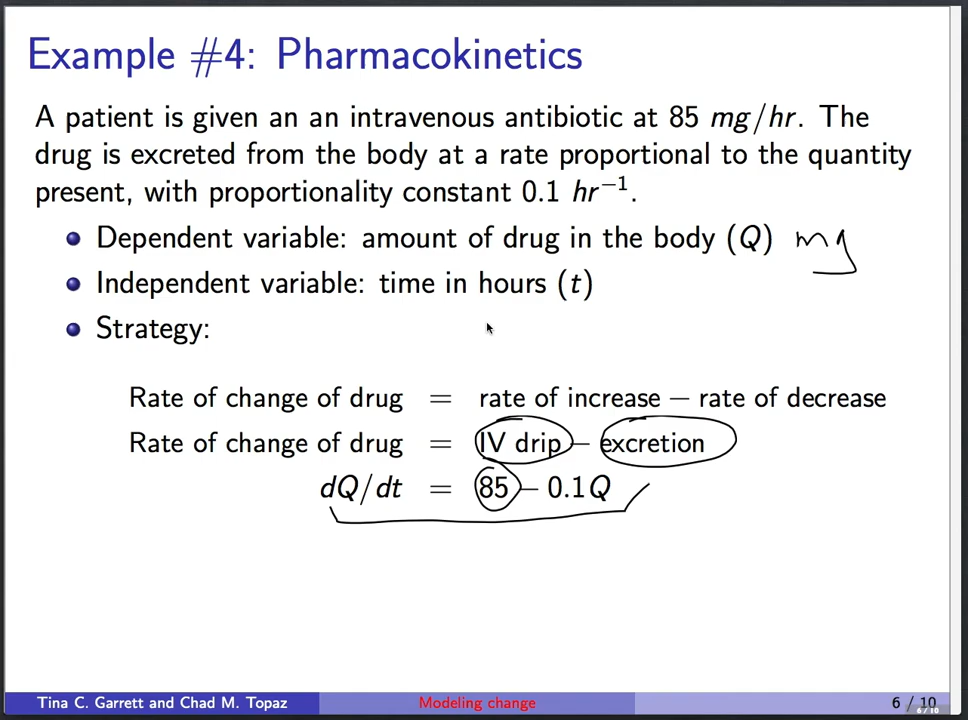 Example #4: Pharmacokinetics
A patient is given an an intravenous antibiotic at 85 mg/hr. The
drug is excreted from the body at a rate proportional to the quantity
present, with proportionality constant 0.1 hr⁻¹.
Dependent variable: amount of drug in the body (Q) mg
Independent variable: time in hours (t)
Strategy:
Rate of change of drug = rate of increase − rate of decrease
Rate of change of drug = IV drip − excretion
dQ/dt = 85 − 0.1Q
Tina C. Garrett and Chad M. Topaz Modeling change 6 / 10
6 / 10